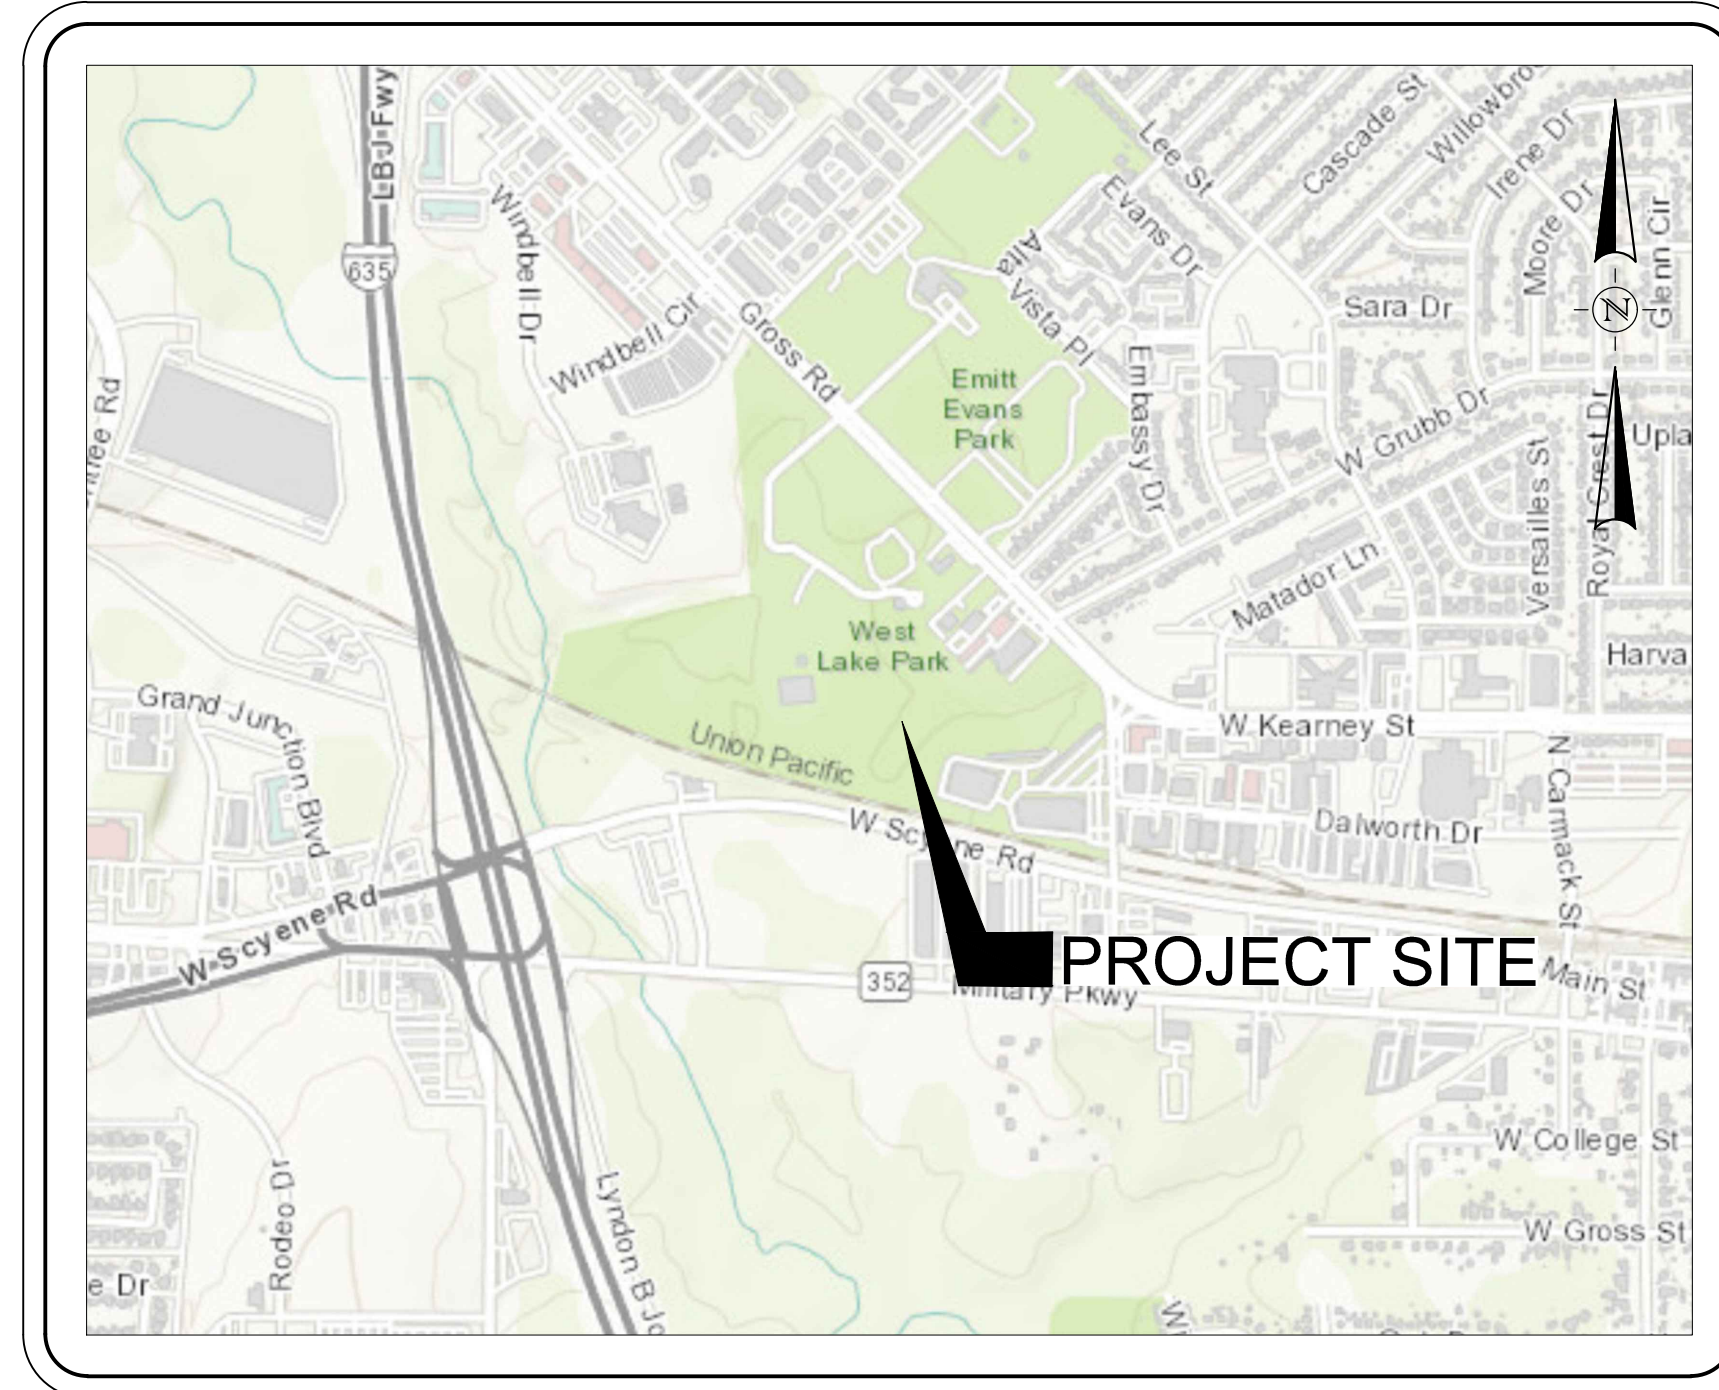 LBJ Fwy
635
Windbell Dr
Windbell Cir
Gross Rd
Lee St
Evans Dr
Alta Vista Pl
Cascade St
Irene Dr
Moore Dr
Glenn Cir
N
Sara Dr
Emitt
Evans
Park
Embassy Dr
W Grubb Dr
Versailles St
Royal Crest Dr
Upla
Matador Ln
Harva
West
Lake Park
Grand Junction Blvd
Union Pacific
W Kearney St
N Carmack St
Dalworth Dr
W Scyene Rd
W Scyene Rd
PROJECT SITE
352
Military Pkwy
Main St
W College St
W Gross St
Rodeo Dr
Lyndon B Jo
e Dr